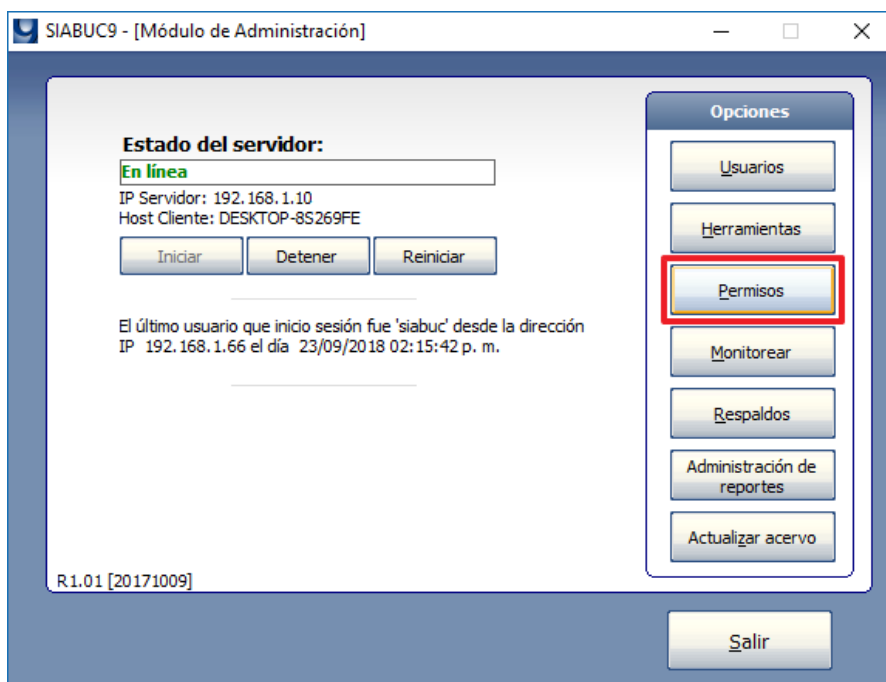 SIABUC9 - [Módulo de Administración]
Estado del servidor:
En línea
IP Servidor: 192.168.1.10
Host Cliente: DESKTOP-8S269FE
Iniciar
Detener
Reiniciar
El último usuario que inicio sesión fue 'siabuc' desde la dirección
IP 192.168.1.66 el día 23/09/2018 02:15:42 p. m.
R1.01 [20171009]
Opciones
Usuarios
Herramientas
Permisos
Monitorear
Respaldos
Administración de
reportes
Actualizar acervo
Salir